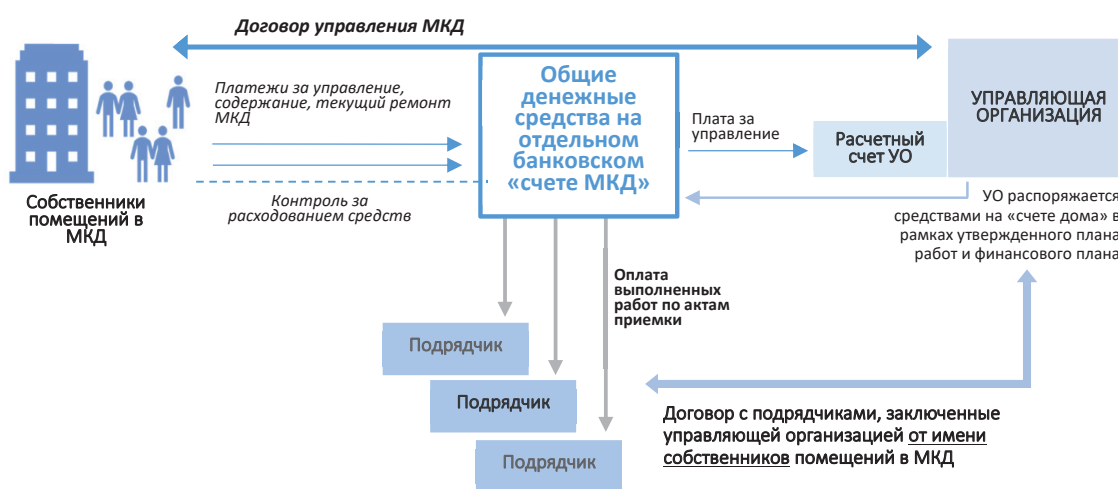 Договор управления МКД
Платежи за управление,
содержание, текущий ремонт
МКД
Контроль за
расходованием средств
Собственники
помещений в
МКД
Общие
денежные
средства на
отдельном
банковском
«счете МКД»
Плата за
управление
Расчетный
счет УО
УПРАВЛЯЮЩАЯ
ОРГАНИЗАЦИЯ
УО распоряжается
средствами на «счете дома» в
рамках утвержденного плана
работ и финансового плана
Оплата
выполненных
работ по актам
приемки
Подрядчик
Подрядчик
Подрядчик
Договор с подрядчиками, заключенные
управляющей организацией от имени
собственников помещений в МКД